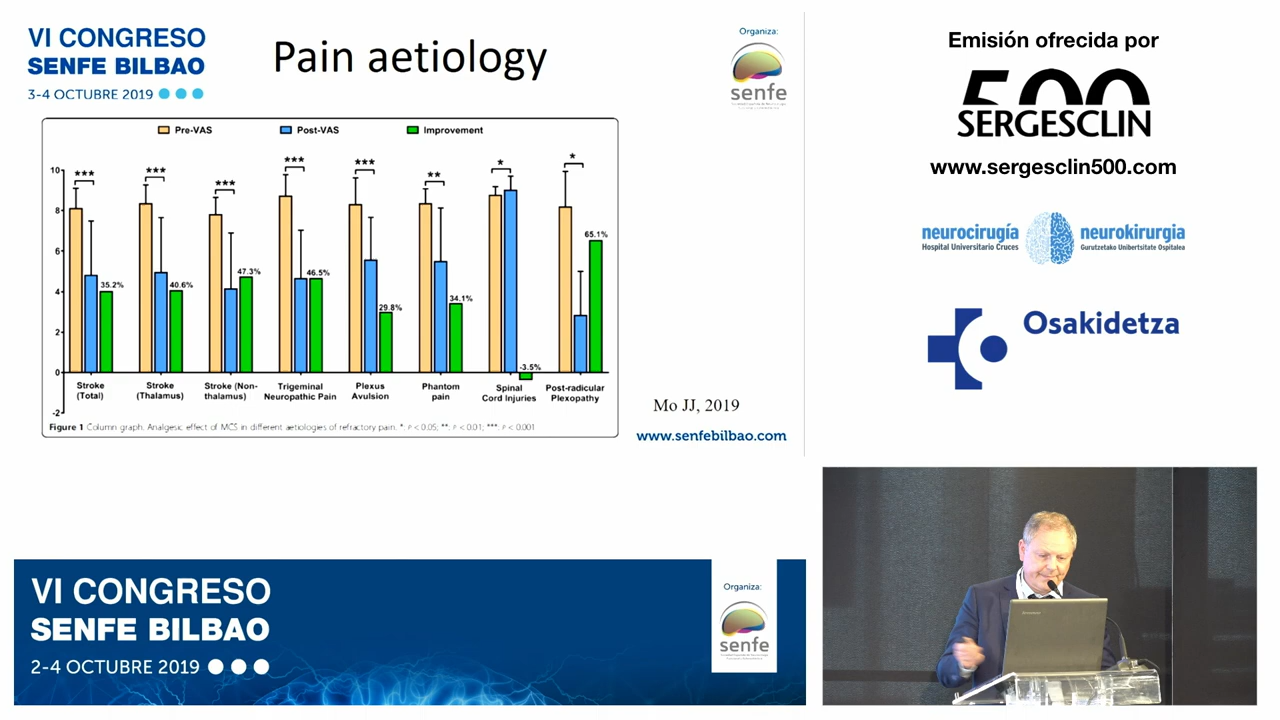 VI CONGRESO
SENFE BILBAO
3-4 OCTUBRE 2019
Pain aetiology
Organiza:
senfe
Pre-VAS
Post-VAS
Improvement
10
8
6
4
2
0
-2
***
***
***
***
***
**
*
*
35.2%
40.6%
47.3%
46.5%
29.8%
34.1%
-3.5%
65.1%
Stroke
(Total)
Stroke
(Thalamus)
Stroke (Non-
thalamus)
Trigeminal
Neuropathic Pain
Plexus
Avulsion
Phantom
pain
Spinal
Cord Injuries
Post-radicular
Plexopathy
Figure 1 Column graph. Analgesic effect of MCS in different aetiologies of refractory pain. *: P < 0.05; **: P < 0.01; ***: P < 0.001
Mo JJ, 2019
www.senfebilbao.com
Emisión ofrecida por
500
SERGESCLIN
www.sergesclin500.com
neurocirugía
Hospital Universitario Cruces
neurokirurgia
Gurutzetako Unibertsitate Ospitalea
Osakidetza
VI CONGRESO
SENFE BILBAO
2-4 OCTUBRE 2019
Organiza:
senfe